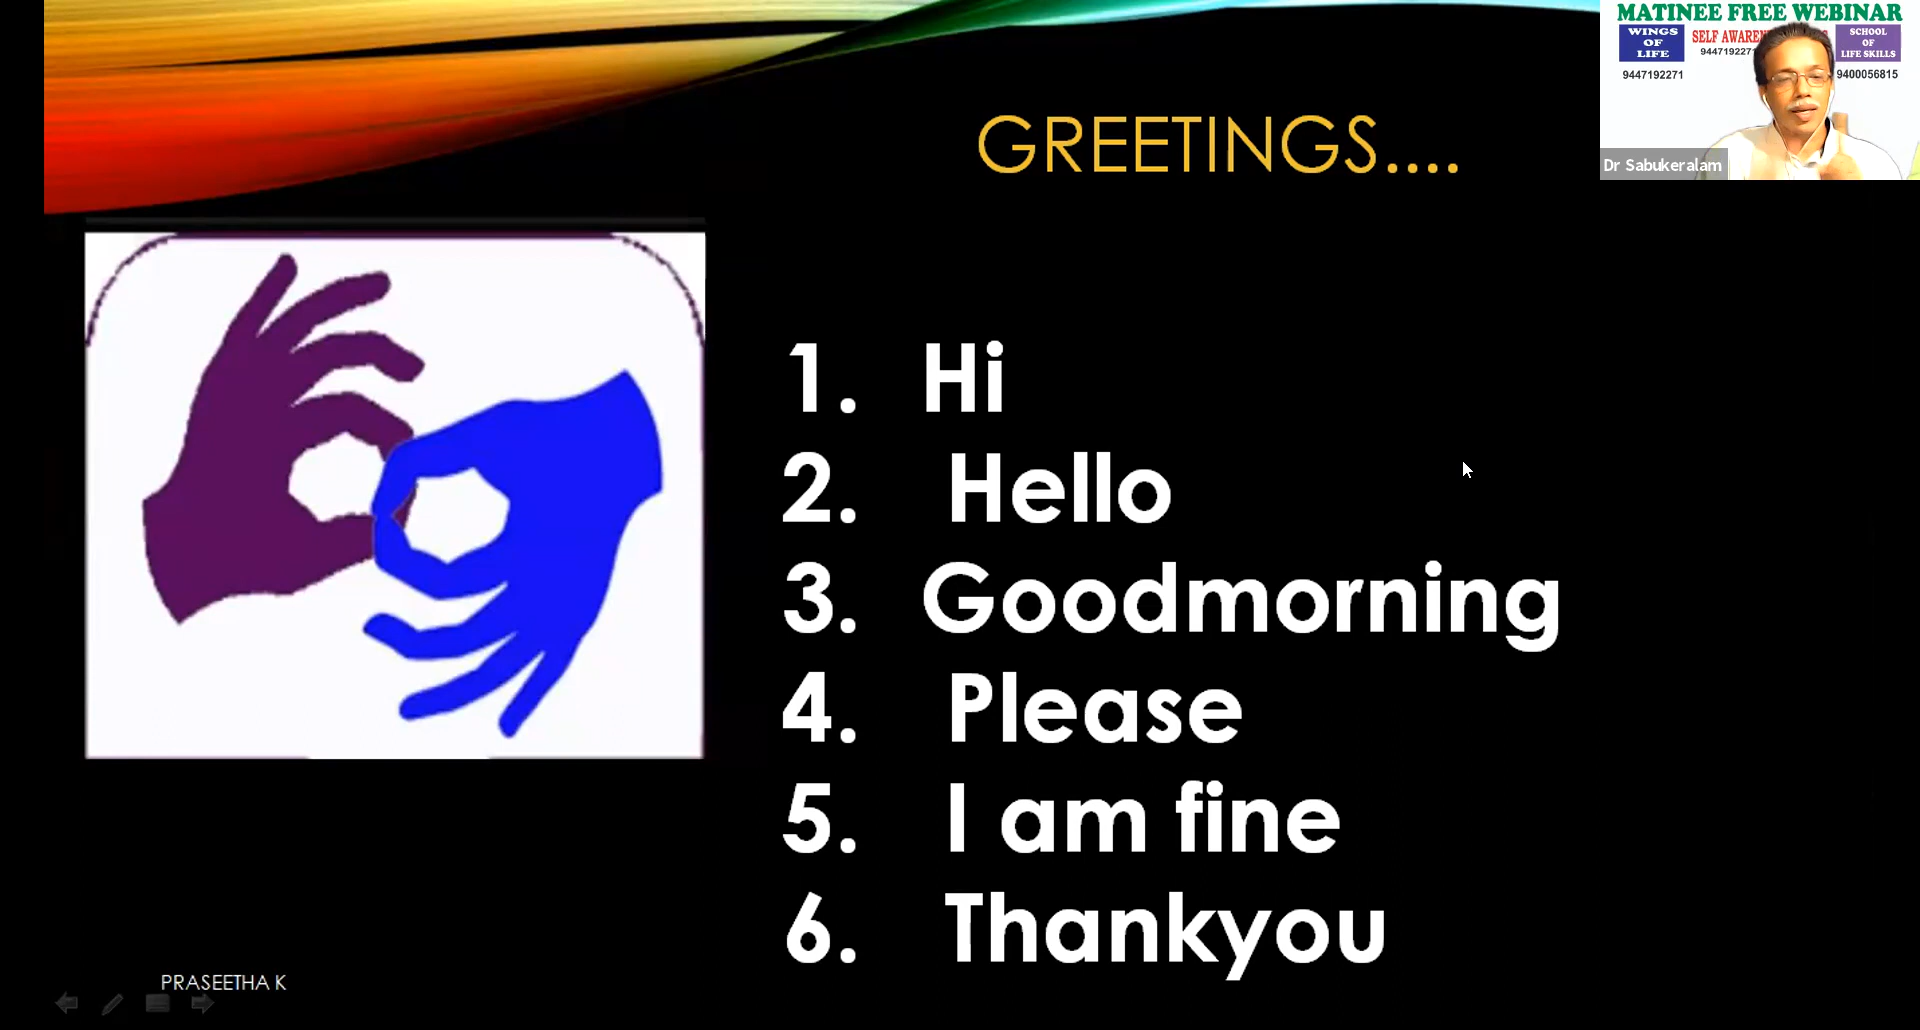 MATINEE FREE WEBINAR
WINGS
OF
LIFE
SELF
9447192271
SCHOOL
OF
LIFE SKILLS
9400056815
Dr Sabukeralam
GREETINGS....
1. Hi
2. Hello
3. Goodmorning
4. Please
5. I am fine
6. Thankyou
PRASEETHA K